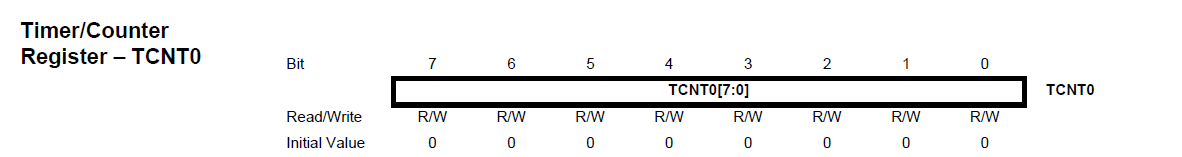 Timer/Counter
Register – TCNT0
Bit 7 6 5 4 3 2 1 0
TCNT0[7:0] TCNT0
Read/Write R/W R/W R/W R/W R/W R/W R/W R/W
Initial Value 0 0 0 0 0 0 0 0